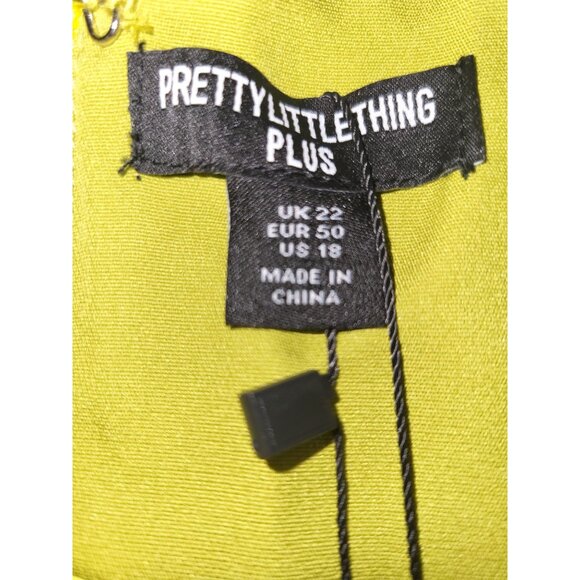 PRETTYLITTLETHING
PLUS
UK 22
EUR 50
US 18
MADE IN
CHINA